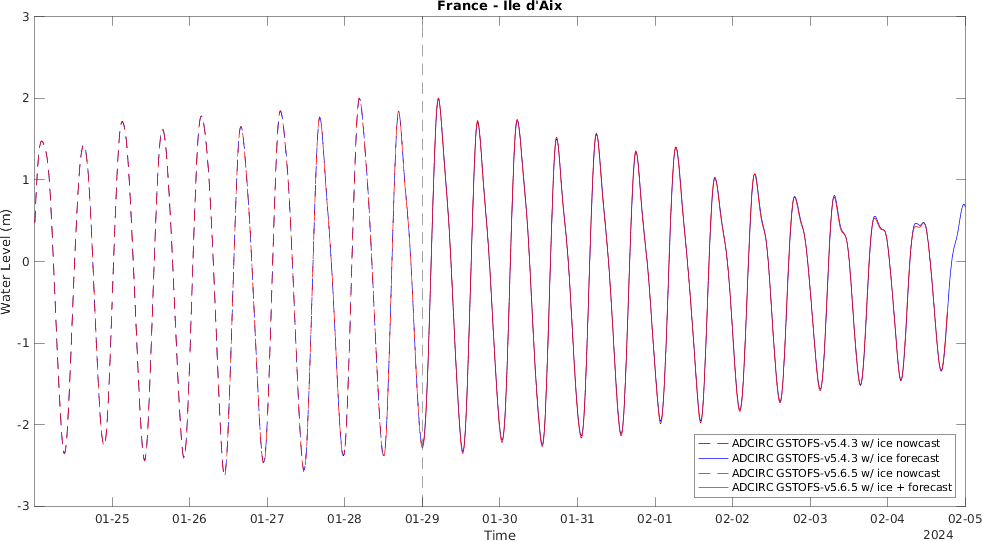 France - Ile d'Aix
3
2
1
0
-1
-2
-3
Water Level (m)
ADCIRC GSTOFS-v5.4.3 w/ ice nowcast
ADCIRC GSTOFS-v5.4.3 w/ ice forecast
ADCIRC GSTOFS-v5.6.5 w/ ice nowcast
ADCIRC GSTOFS-v5.6.5 w/ ice + forecast
01-25 01-26 01-27 01-28 01-29 01-30 01-31 02-01 02-02 02-03 02-04 02-05
Time
2024